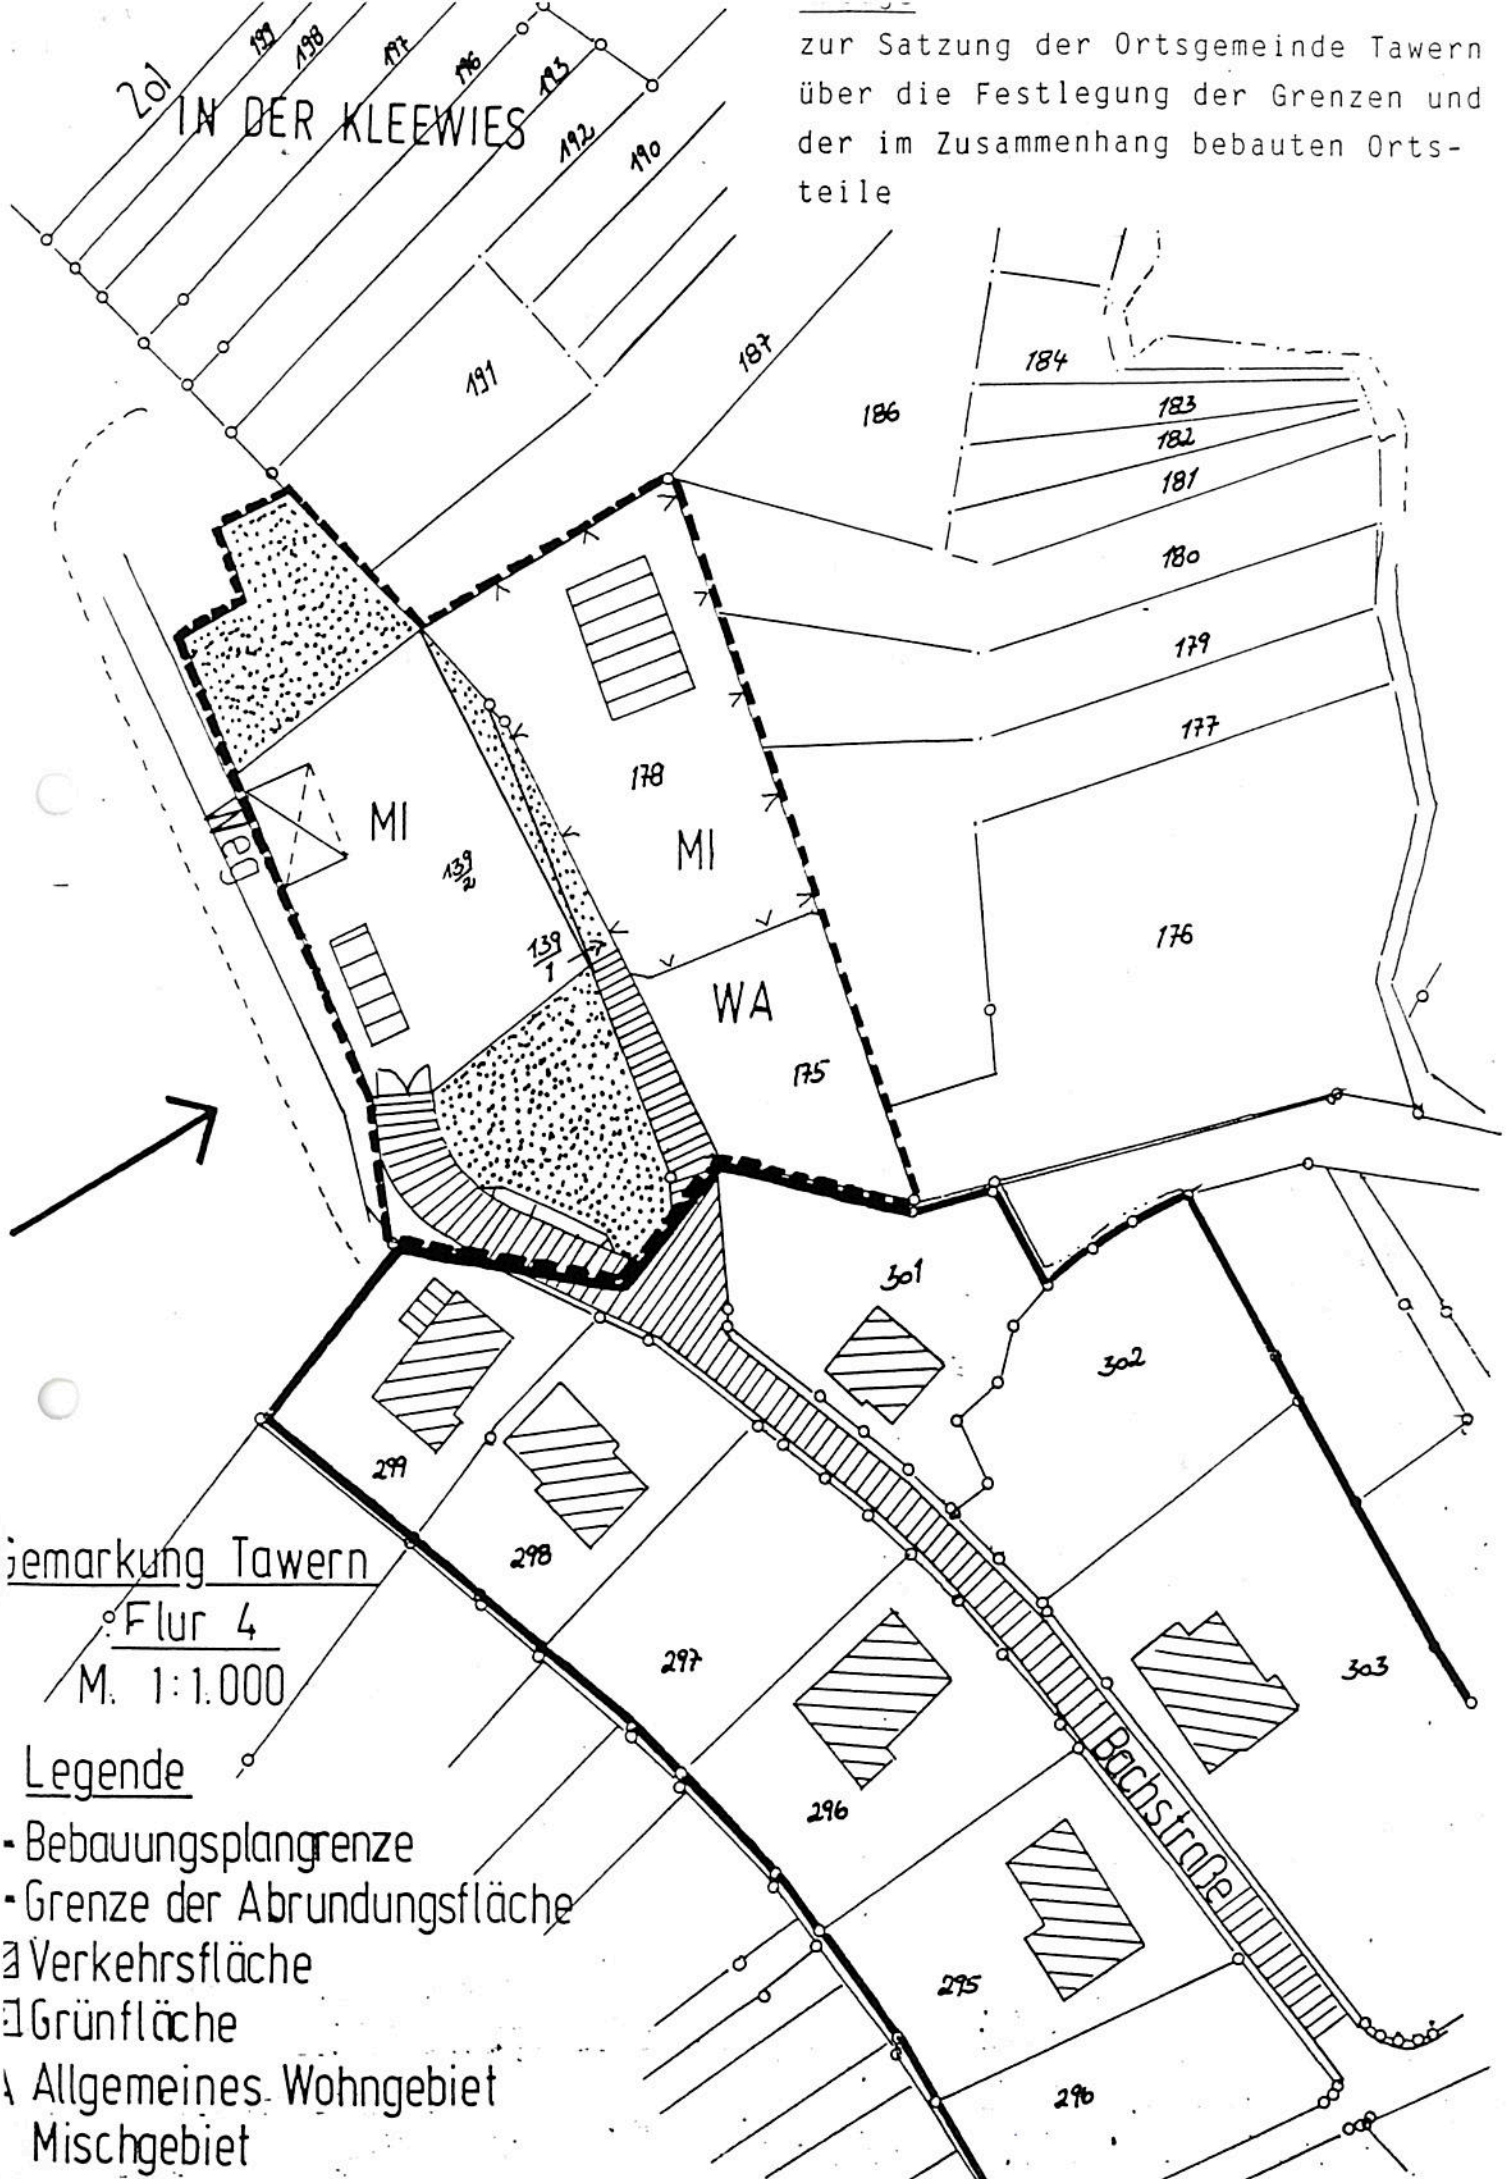 zur Satzung der Ortsgemeinde Tawern
über die Festlegung der Grenzen und
der im Zusammenhang bebauten Orts-
teile
201
199
198
197
196
193
192
190
IN DER KLEEWIES
191
187
186
184
183
182
181
180
179
177
176
178
MI
MI
139/2
139/1
Weg
WA
175
301
302
303
299
298
297
296
295
296
Bachstraße
Gemarkung Tawern
Flur 4
M. 1:1.000
Legende
- Bebauungsplangrenze
- Grenze der Abrundungsfläche
Verkehrsfläche
Grünfläche
A Allgemeines Wohngebiet
Mischgebiet